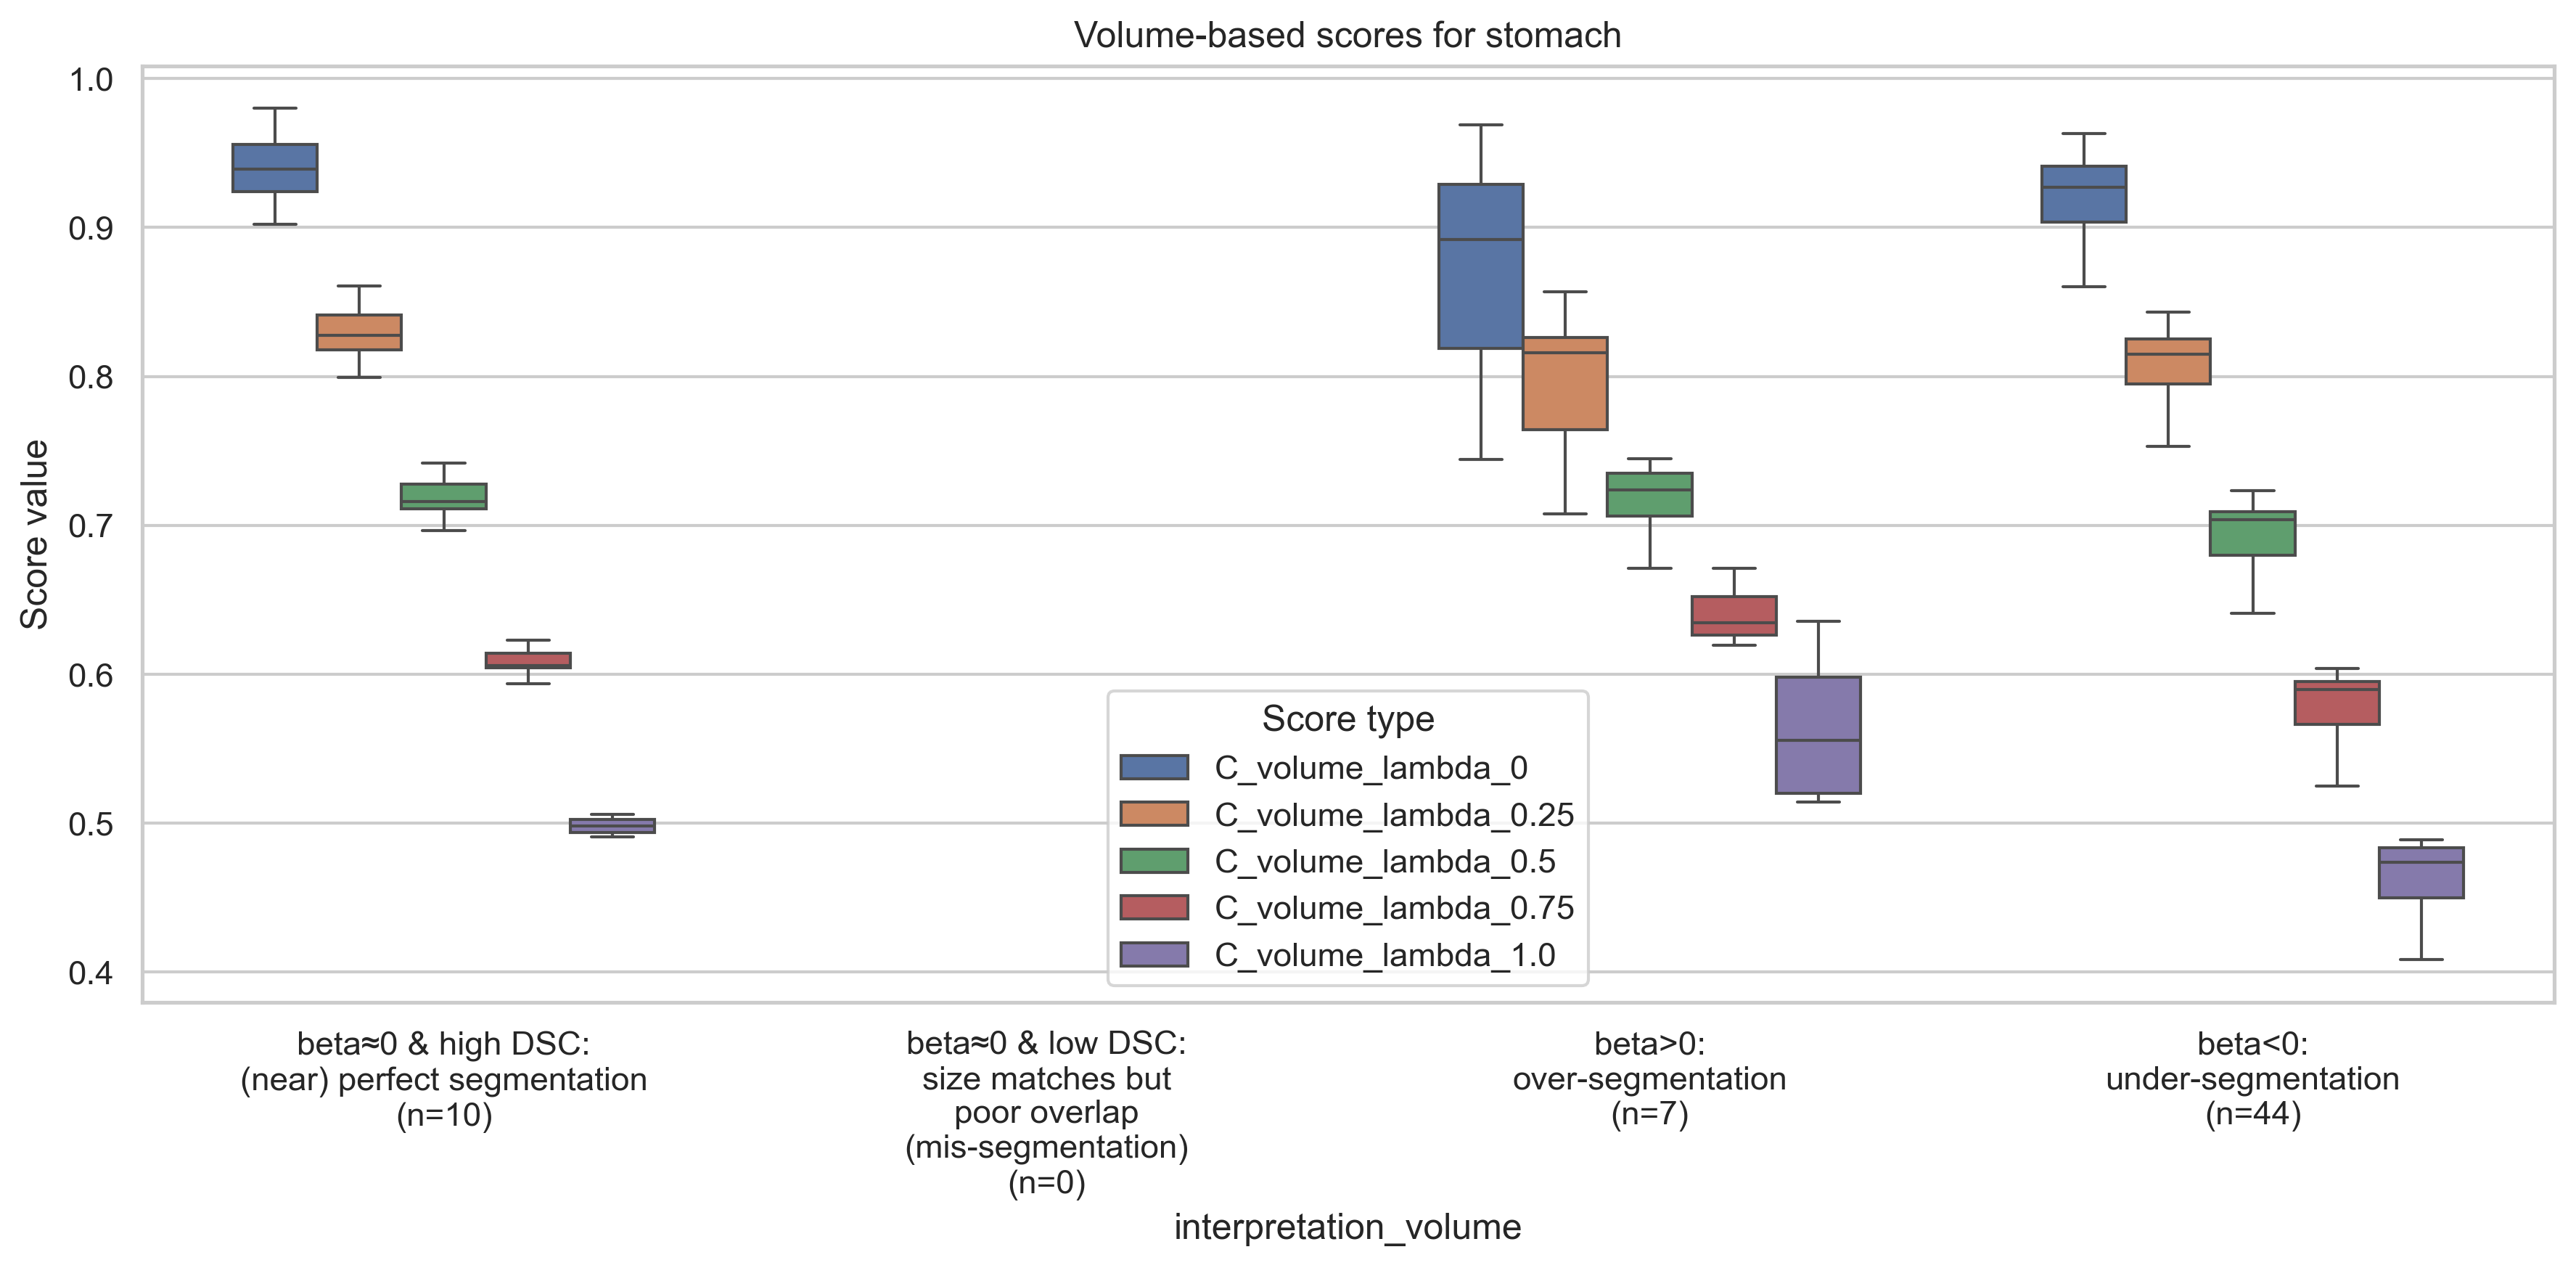 Volume-based scores for stomach
Score value
1.0
0.9
0.8
0.7
0.6
0.5
0.4
Score type
C_volume_lambda_0
C_volume_lambda_0.25
C_volume_lambda_0.5
C_volume_lambda_0.75
C_volume_lambda_1.0
beta≈0 & high DSC:
(near) perfect segmentation
(n=10)
beta≈0 & low DSC:
size matches but
poor overlap
(mis-segmentation)
(n=0)
beta>0:
over-segmentation
(n=7)
beta<0:
under-segmentation
(n=44)
interpretation_volume